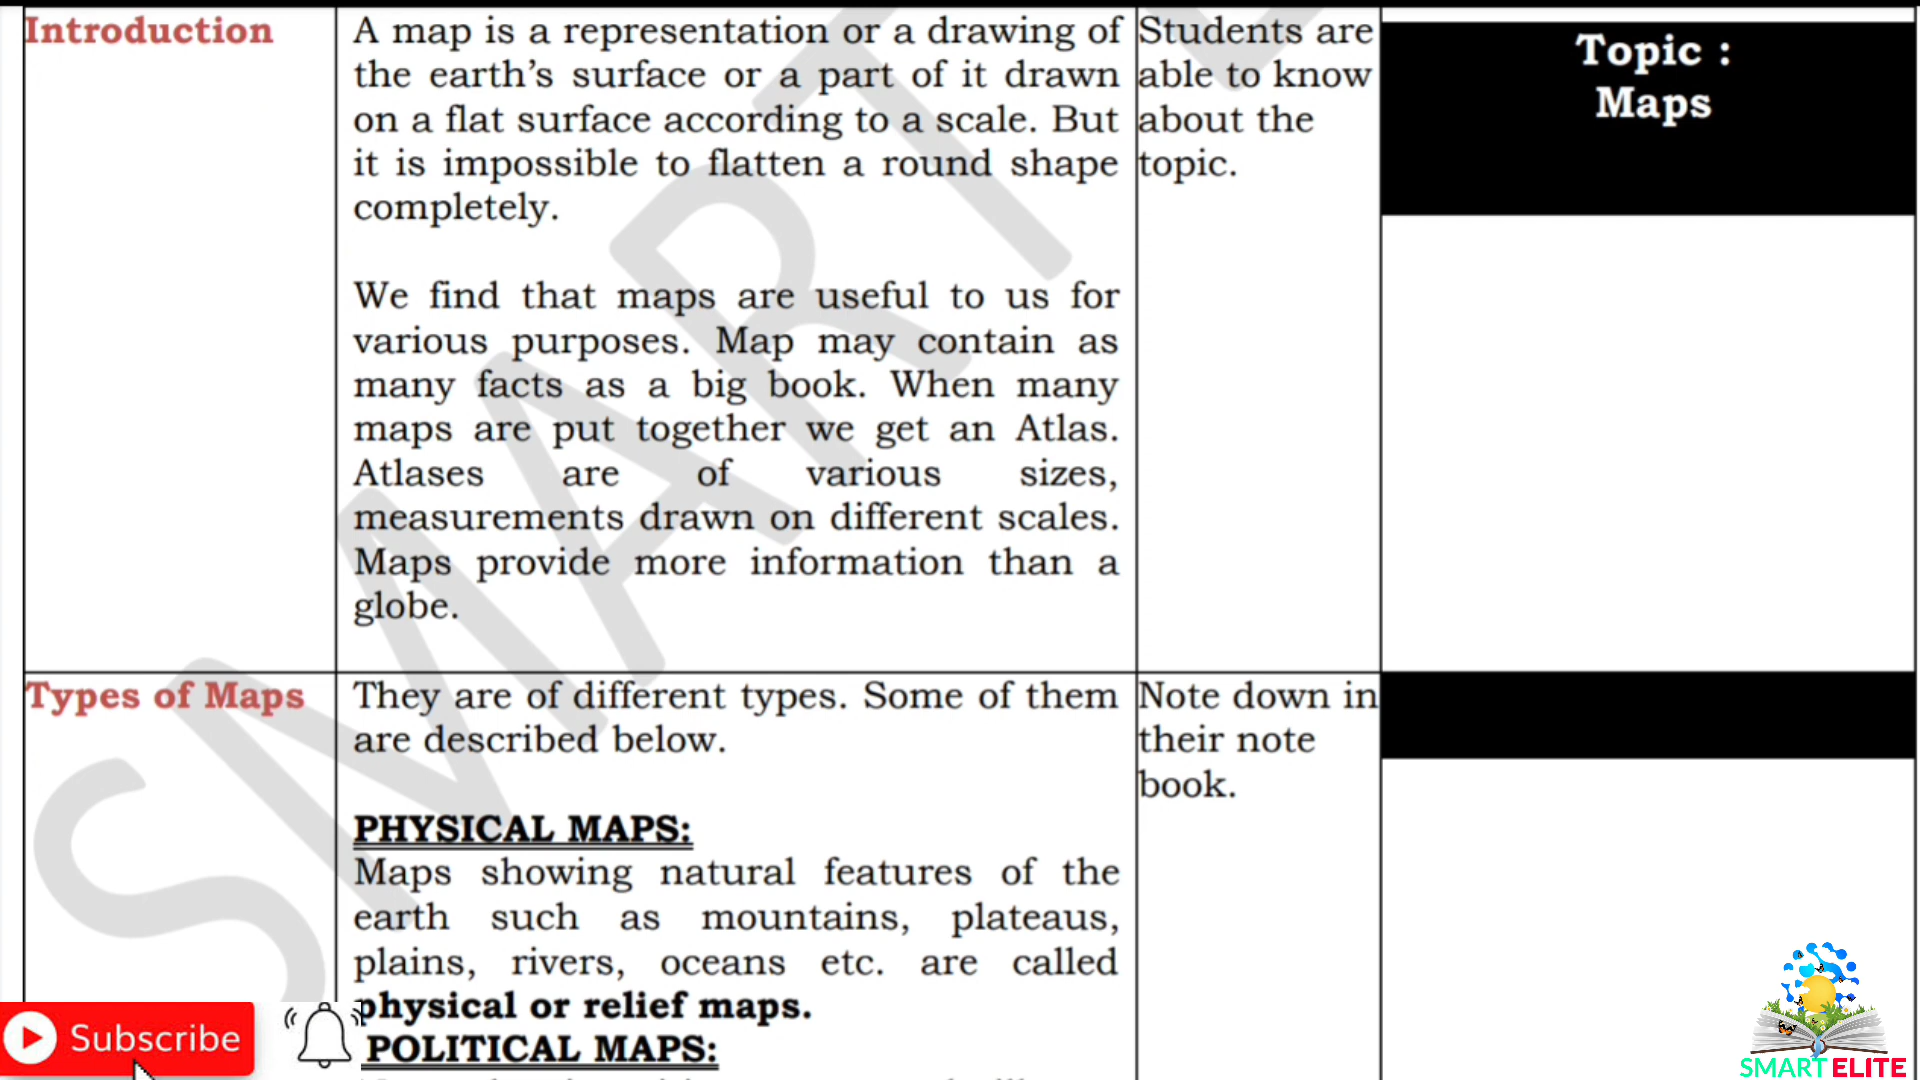 Introduction
A map is a representation or a drawing of
the earth's surface or a part of it drawn
on a flat surface according to a scale. But
it is impossible to flatten a round shape
completely.
We find that maps are useful to us for
various purposes. Map may contain as
many facts as a big book. When many
maps are put together we get an Atlas.
Atlases are of various sizes,
measurements drawn on different scales.
Maps provide more information than a
globe.
Students are
able to know
about the
topic.
Topic :
Maps
Types of Maps
They are of different types. Some of them
are described below.
PHYSICAL MAPS:
Maps showing natural features of the
earth such as mountains, plateaus,
plains, rivers, oceans etc. are called
physical or relief maps.
POLITICAL MAPS:
Note down in
their note
book.
Subscribe
SMART ELITE